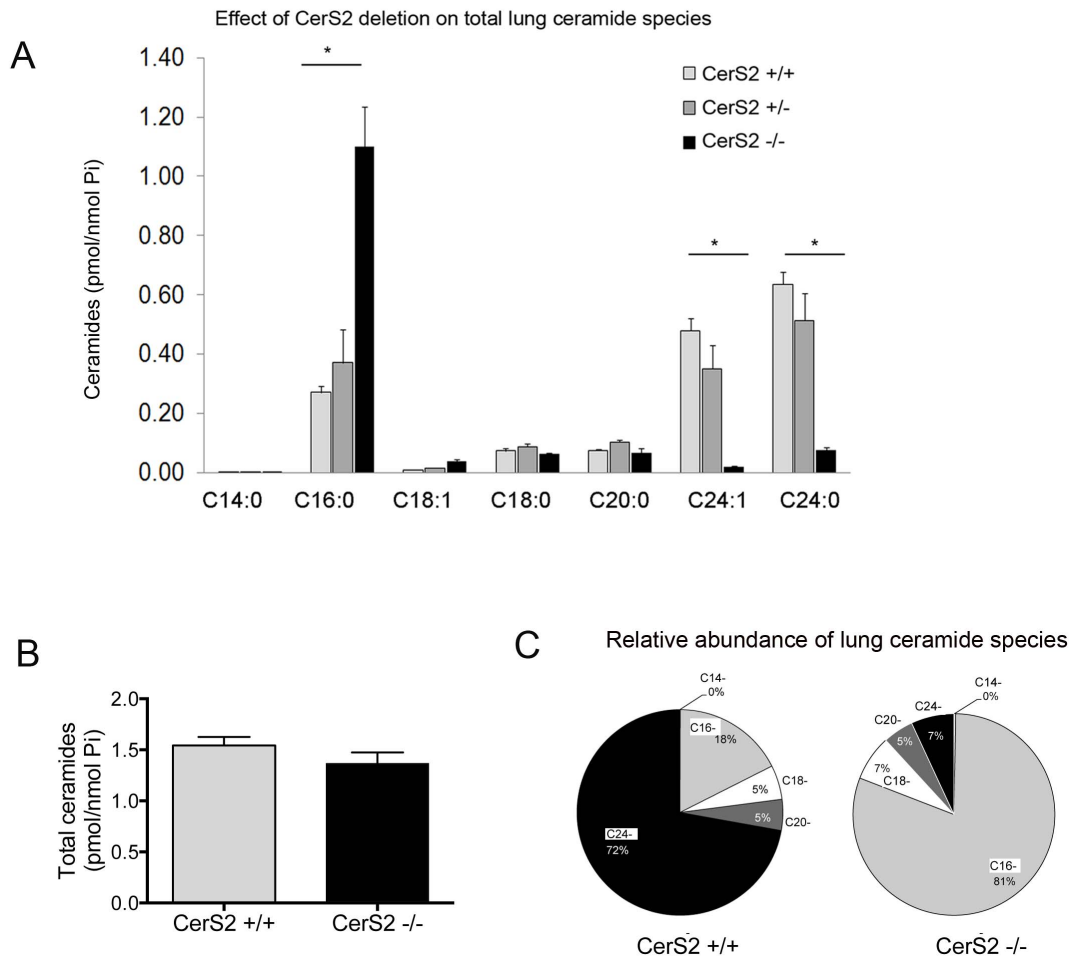 Effect of CerS2 deletion on total lung ceramide species
A
Ceramides (pmol/nmol Pi)
1.40
1.20
1.00
0.80
0.60
0.40
0.20
0.00
*
*
*
CerS2 +/+
CerS2 +/-
CerS2 -/-
C14:0 C16:0 C18:1 C18:0 C20:0 C24:1 C24:0
B
Total ceramides
(pmol/nmol Pi)
2.0
1.5
1.0
0.5
0.0
CerS2 +/+ CerS2 -/-
C
Relative abundance of lung ceramide species
C14-
0%
C16-
18%
C18-
5%
C20-
5%
C24-
72%
CerS2 +/+
C14-
0%
C24-
7%
C20-
5%
7%
C18-
C16-
81%
CerS2 -/-